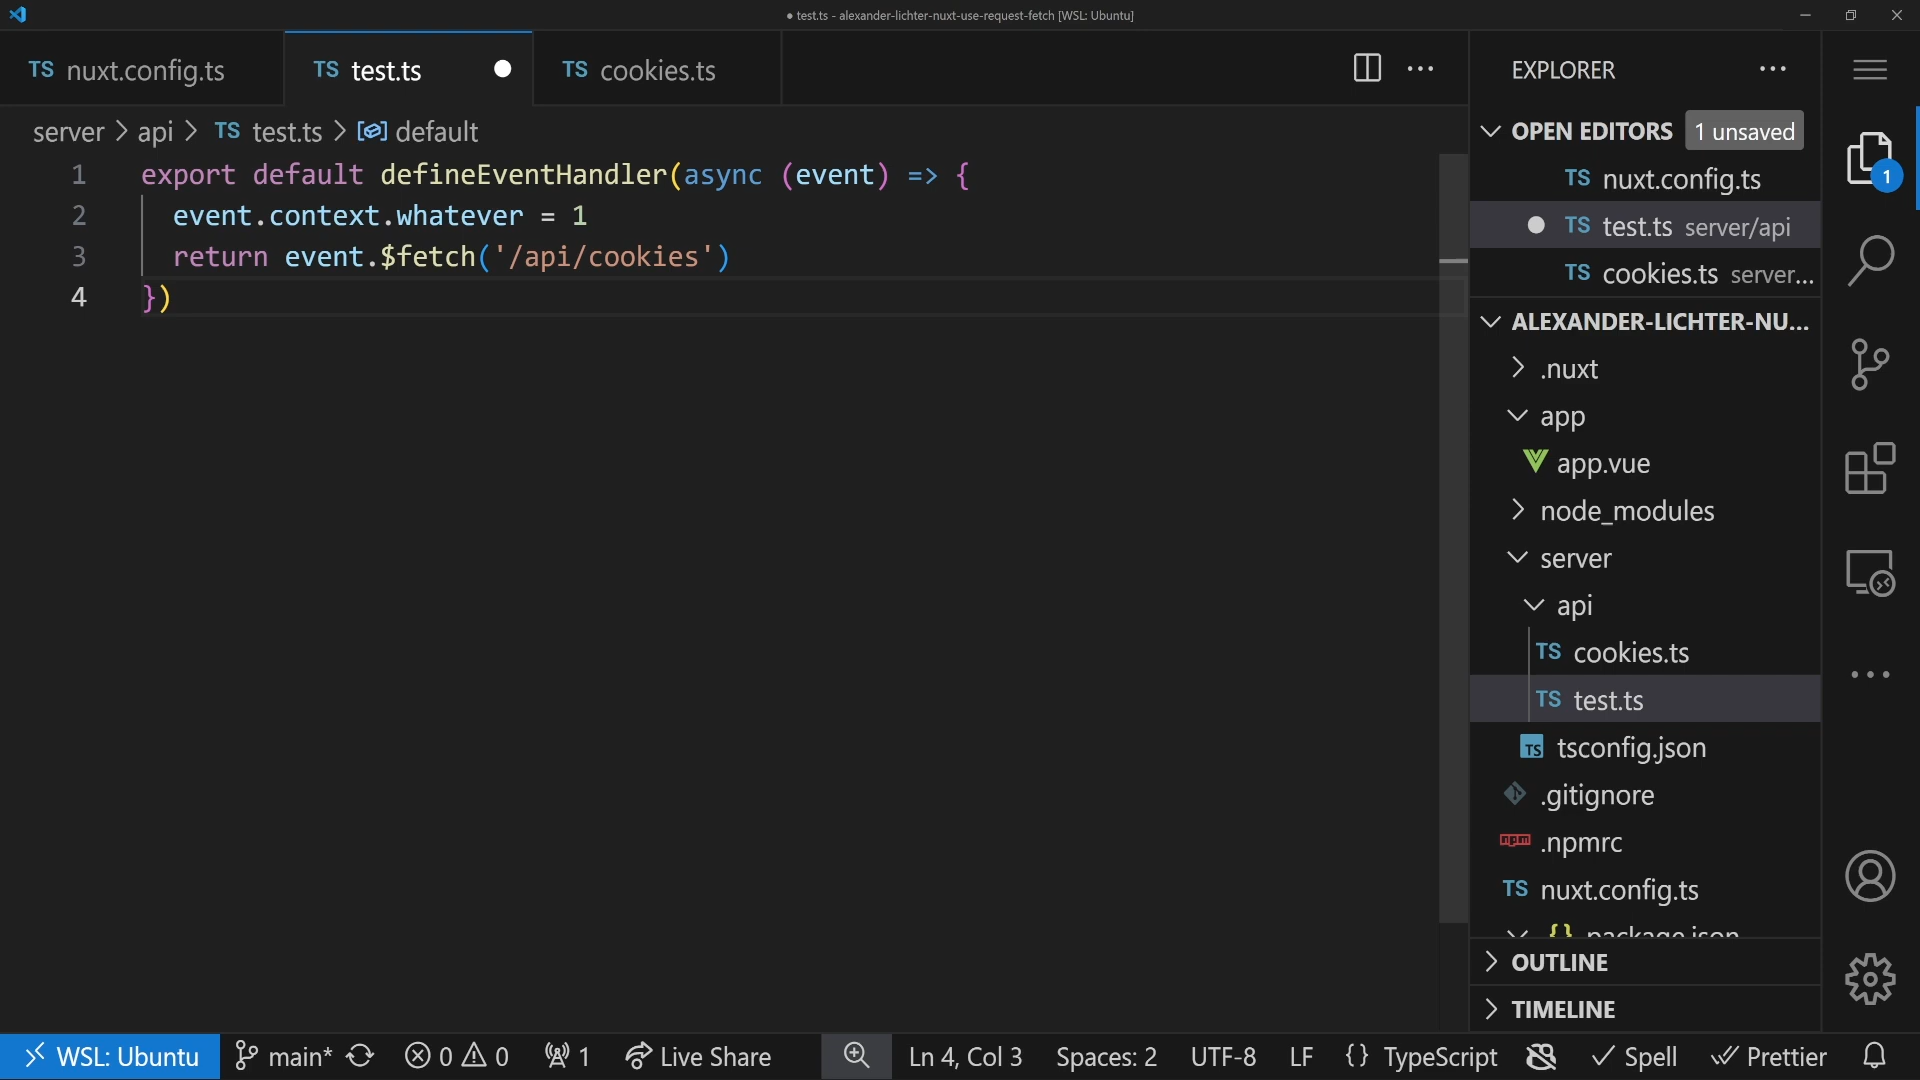 ● test.ts - alexander-lichter-nuxt-use-request-fetch [WSL: Ubuntu]
TS nuxt.config.ts
TS test.ts
TS cookies.ts
server > api > TS test.ts > default
1 export default defineEventHandler(async (event) => {
2 event.context.whatever = 1
3 return event.$fetch('/api/cookies')
4 })
EXPLORER
OPEN EDITORS 1 unsaved
TS nuxt.config.ts
TS test.ts server/api
TS cookies.ts server...
ALEXANDER-LICHTER-NU...
.nuxt
app
app.vue
node_modules
server
api
TS cookies.ts
TS test.ts
TS tsconfig.json
.gitignore
.npmrc
TS nuxt.config.ts
{} package.json
OUTLINE
TIMELINE
1
WSL: Ubuntu
main*
0
0
1
Live Share
Ln 4, Col 3
Spaces: 2
UTF-8
LF
{} TypeScript
Spell
Prettier